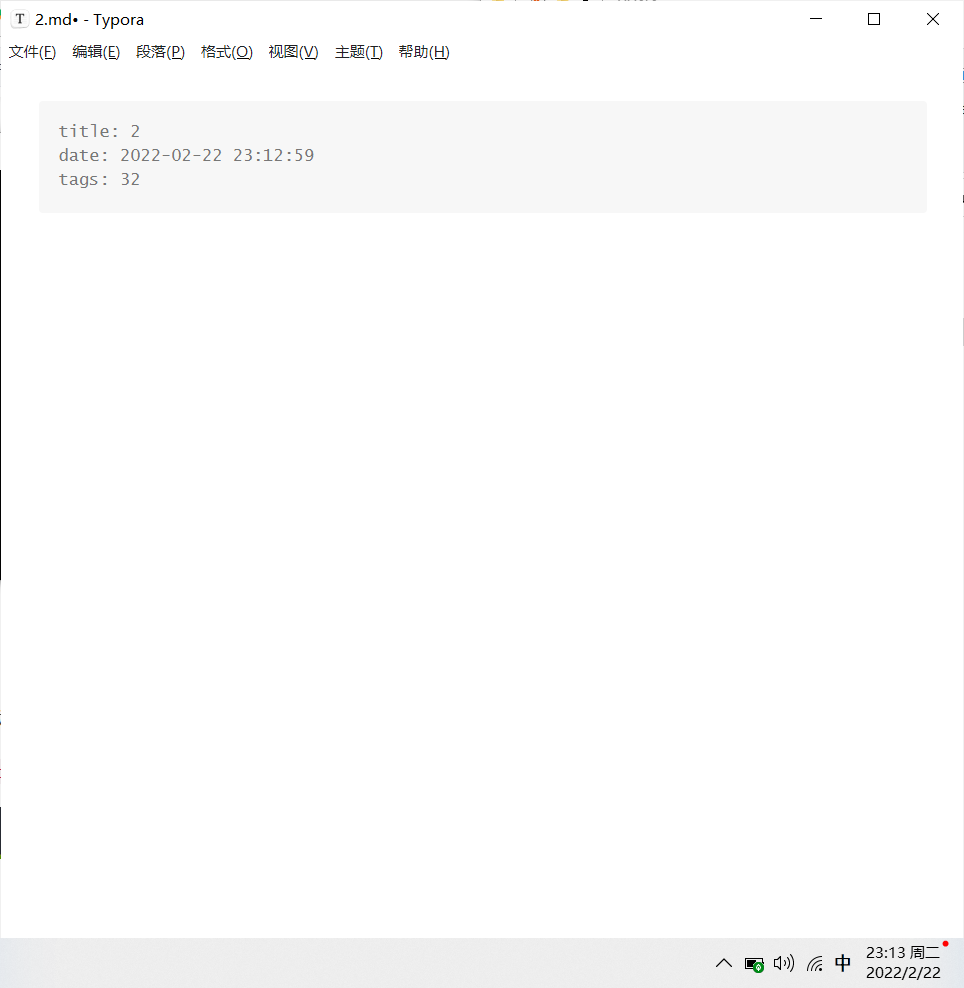 T 2.md• - Typora
文件(F) 编辑(E) 段落(P) 格式(O) 视图(V) 主题(T) 帮助(H)
title: 2
date: 2022-02-22 23:12:59
tags: 32
中
23:13 周二
2022/2/22